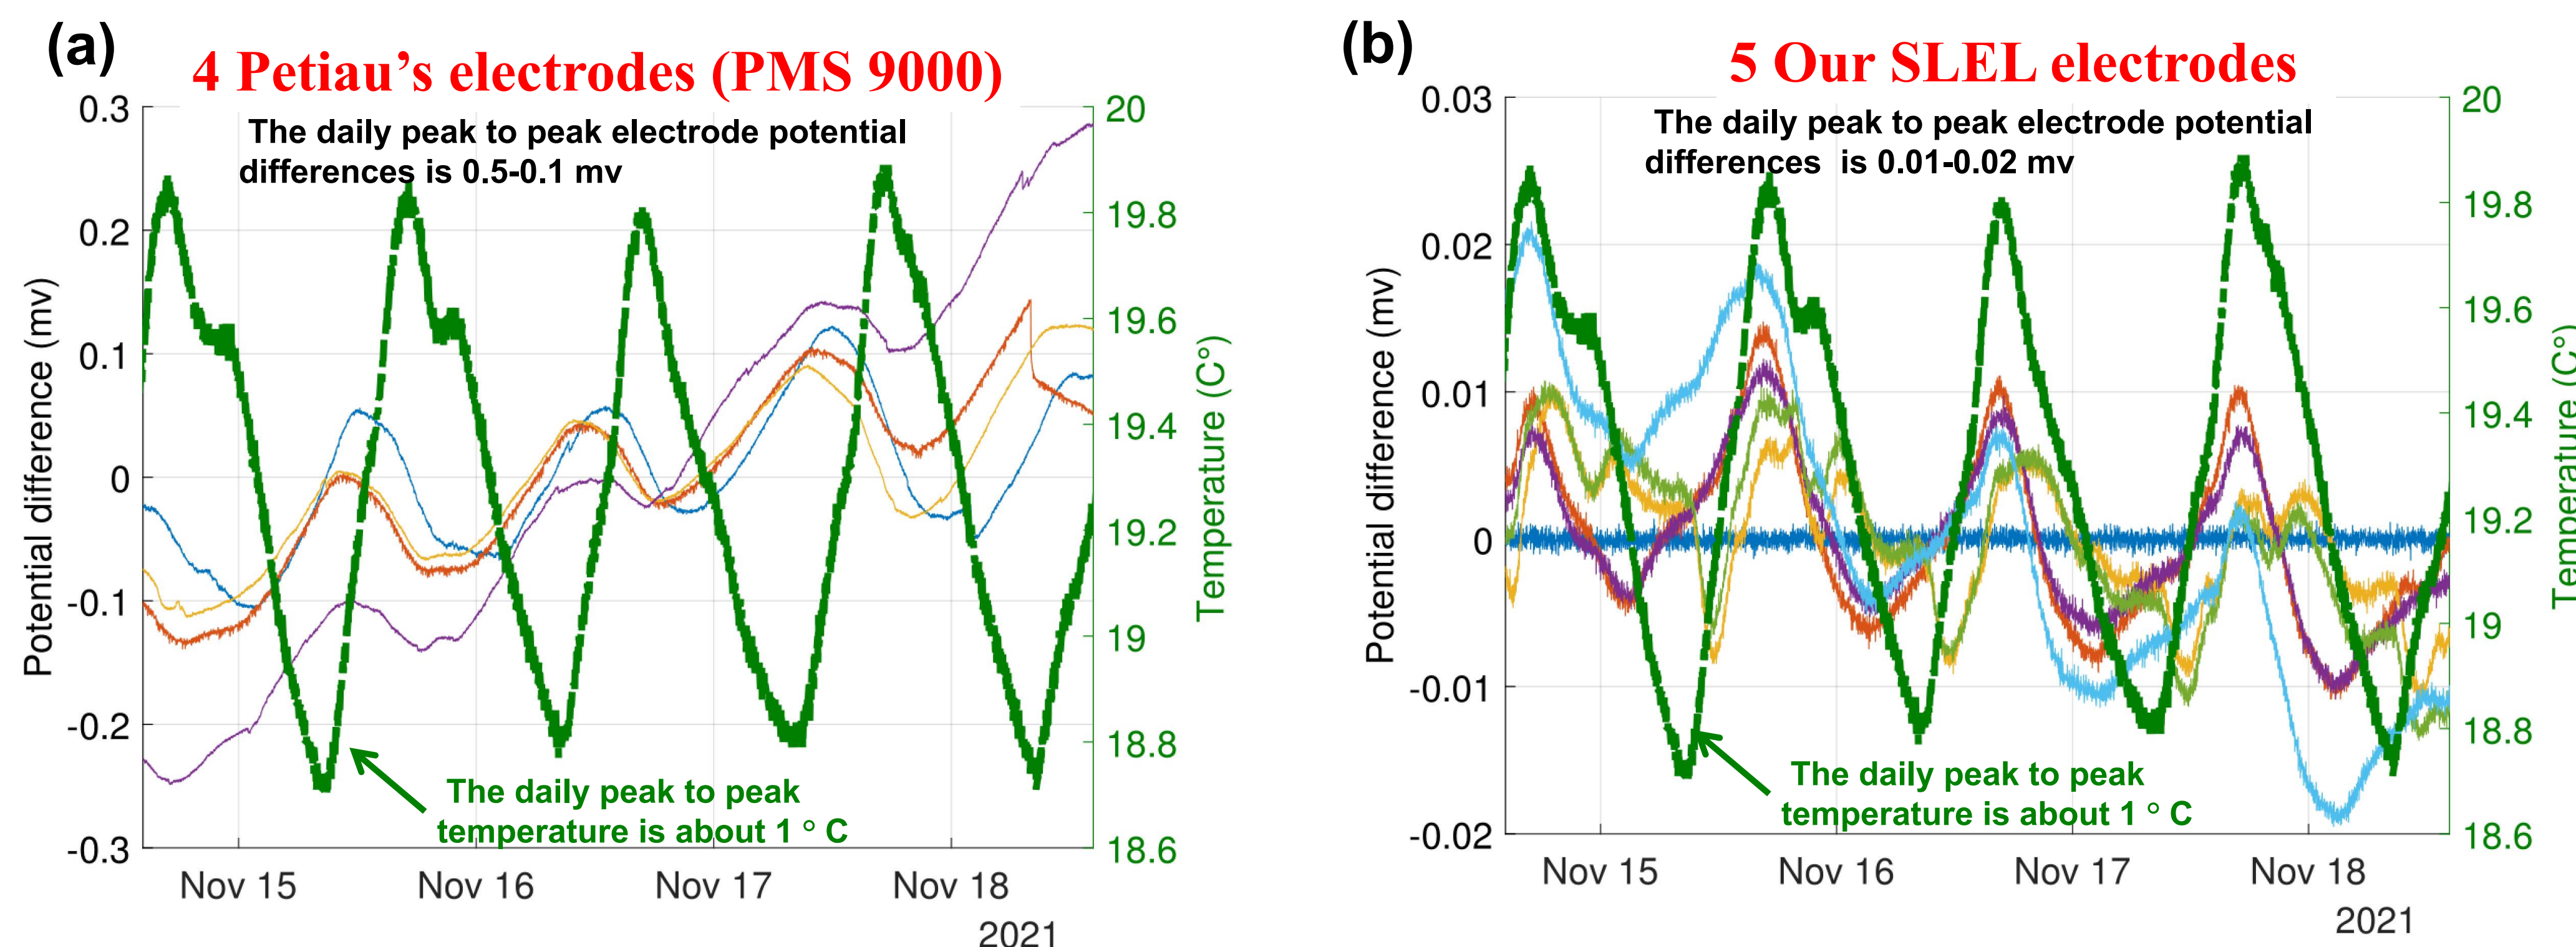 (a)
4 Petiau's electrodes (PMS 9000)
The daily peak to peak electrode potential
differences is 0.5-0.1 mv
0.3
0.2
0.1
0
-0.1
-0.2
-0.3
Potential difference (mv)
20
19.8
19.6
19.4
19.2
19
18.8
18.6
Temperature (C°)
The daily peak to peak
temperature is about 1 ° C
Nov 15
Nov 16
Nov 17
Nov 18
2021
(b)
5 Our SLEL electrodes
The daily peak to peak electrode potential
differences is 0.01-0.02 mv
0.03
0.02
0.01
0
-0.01
-0.02
Potential difference (mv)
20
19.8
19.6
19.4
19.2
19
18.8
18.6
Temperature (C°)
The daily peak to peak
temperature is about 1 ° C
Nov 15
Nov 16
Nov 17
Nov 18
2021